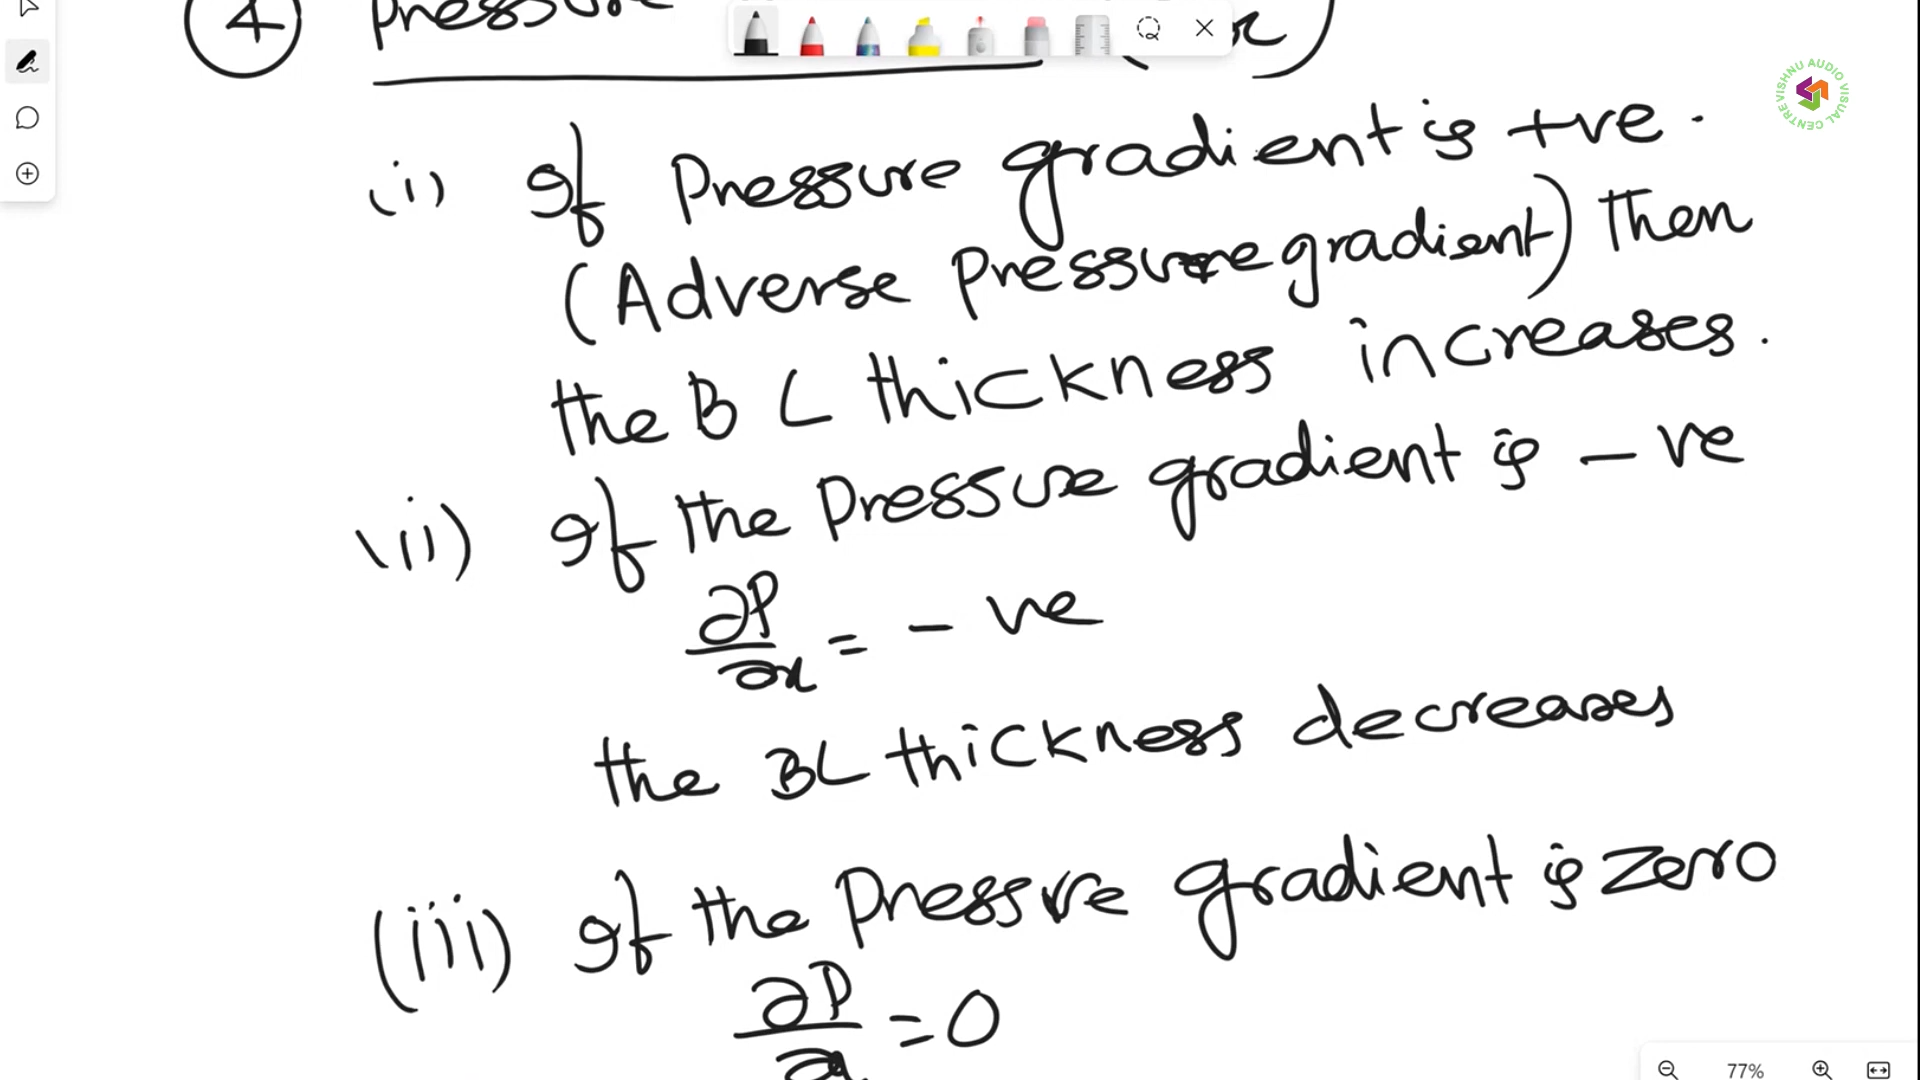 ④ Pressure
(i) If Pressure gradient is +ve.
(Adverse Pressure gradient) Then
the B L thickness increases.
(ii) If the Pressure gradient is - ve
∂P/∂x = - ve
the BL thickness decreases
(iii) If the Pressure gradient is zero
∂P/∂x = 0
VISHNU AUDIO VISUAL CENTRE
77%